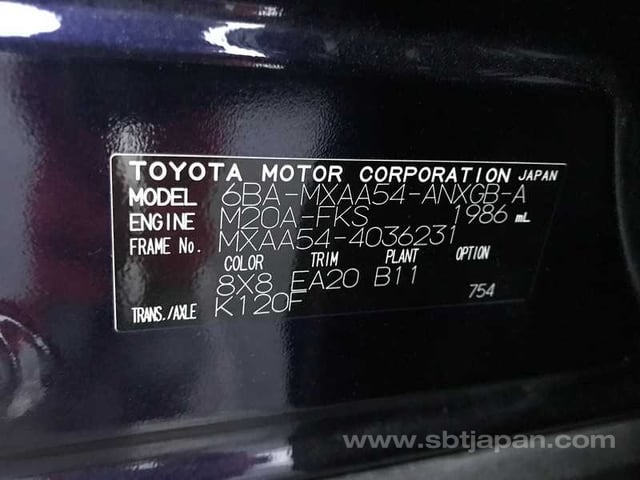 TOYOTA MOTOR CORPORATION JAPAN
MODEL 6BA-MXAA54-ANXGB-A
ENGINE M20A-FKS 1986 mL
FRAME No. MXAA54-4036231
COLOR TRIM PLANT OPTION
8X8 EA20 B11
754
TRANS./AXLE K120F
www.sbtjapan.com